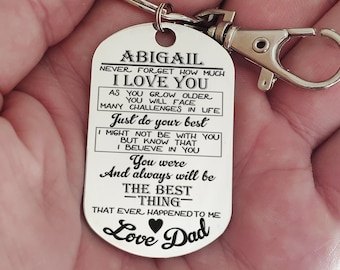 ABIGAIL
NEVER FORGET HOW MUCH
I LOVE YOU
AS YOU GROW OLDER
YOU WILL FACE
MANY CHALLENGES IN LIFE
Just do your best
I MIGHT NOT BE WITH YOU
BUT KNOW THAT
I BELIEVE IN YOU
You were
And always will be
THE BEST
THING
THAT EVER HAPPENED TO ME
Love Dad